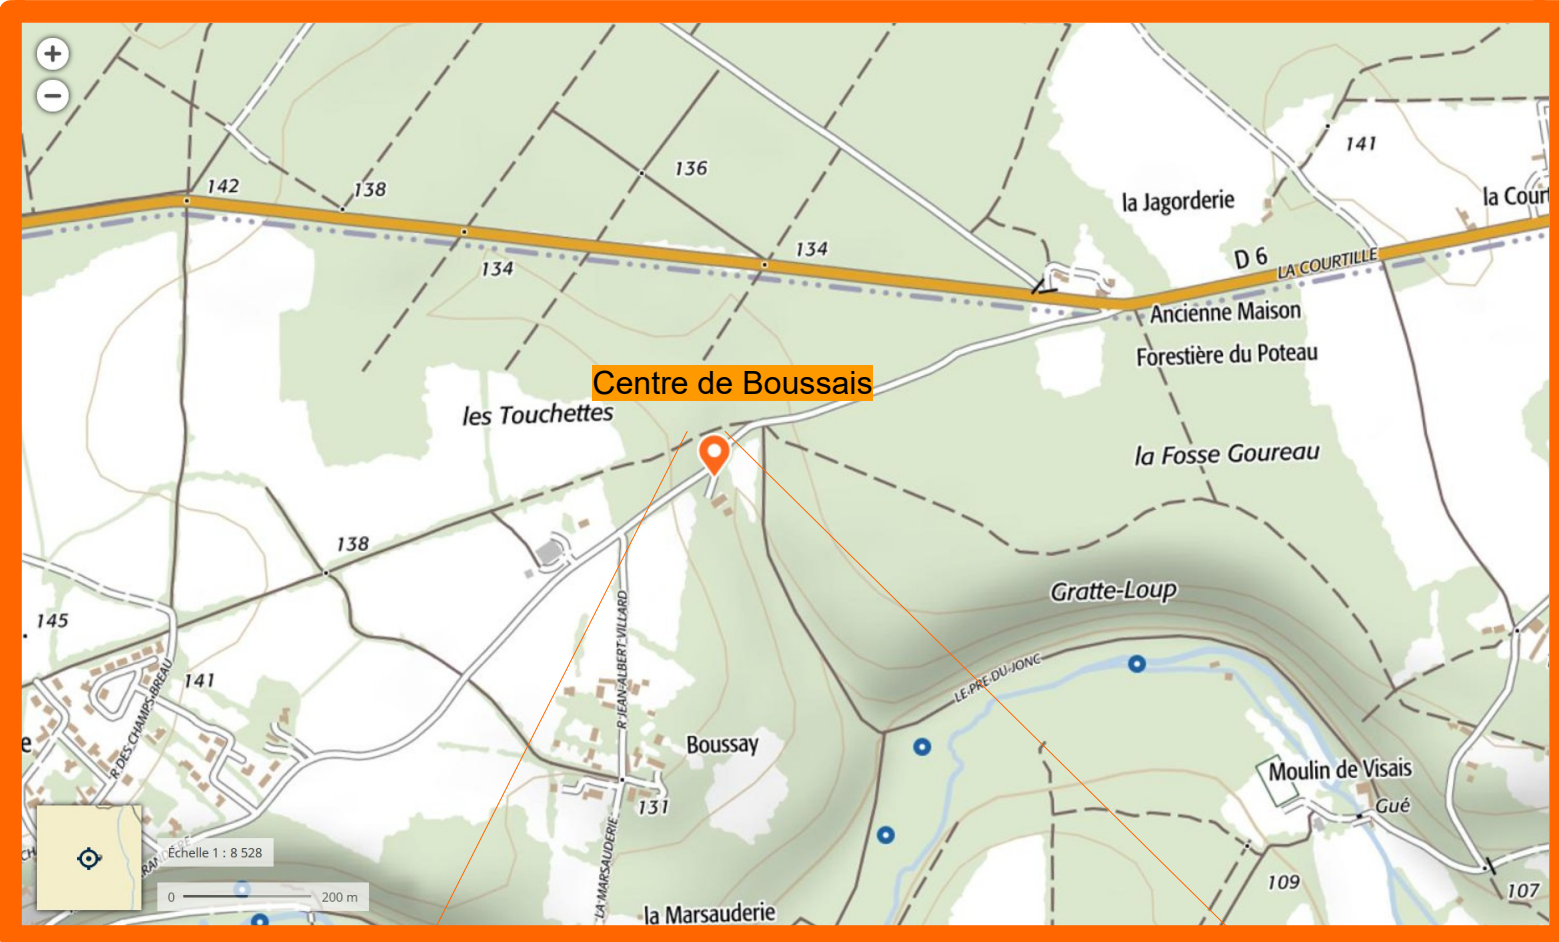 +
−
142
138
136
134
134
141
la Jagorderie
la Court
D 6
LA COURTILLE
Ancienne Maison
Forestière du Poteau
Centre de Boussais
les Touchettes
la Fosse Goureau
138
145
141
R DES CHAMPS BREAU
R JEAN-ALBERT VILLARD
Gratte-Loup
LE PRE DU JONC
Boussay
131
LA MARSAUDERIE
la Marsauderie
Moulin de Visais
Gué
109
107
e
Échelle 1 : 8 528
0 200 m